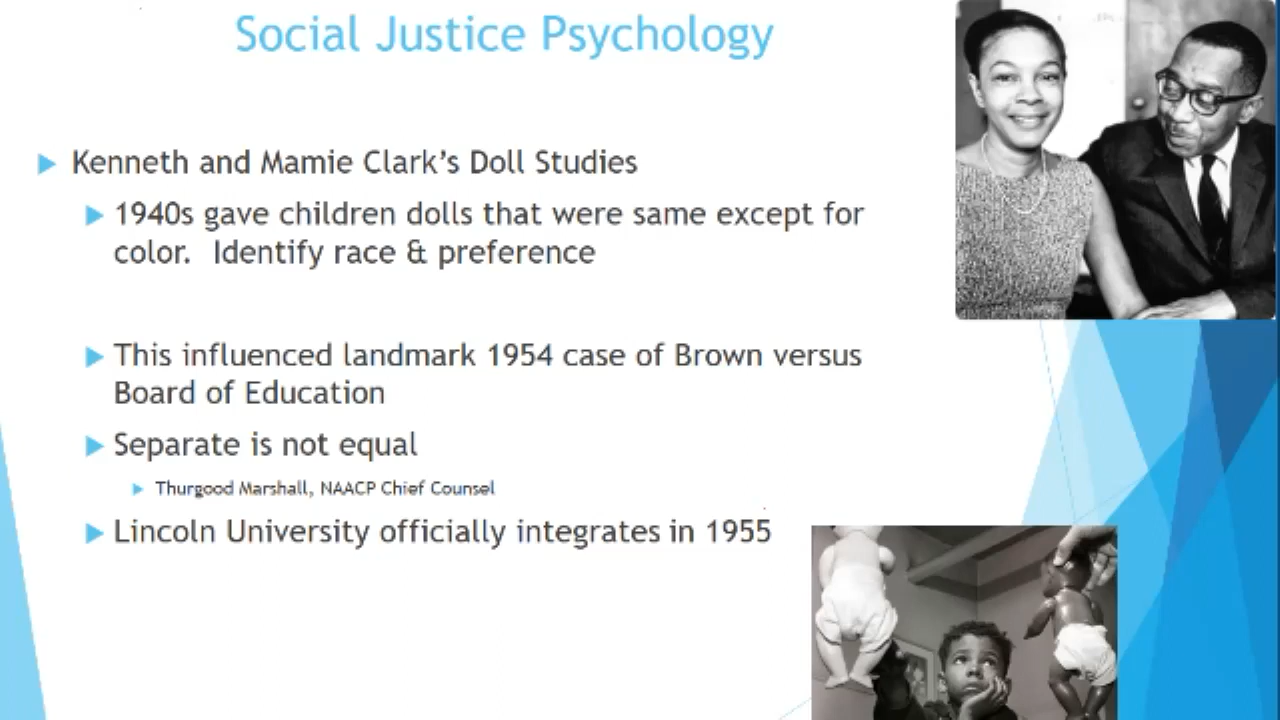 Social Justice Psychology
Kenneth and Mamie Clark's Doll Studies
1940s gave children dolls that were same except for
color.  Identify race & preference
This influenced landmark 1954 case of Brown versus
Board of Education
Separate is not equal
Thurgood Marshall, NAACP Chief Counsel
Lincoln University officially integrates in 1955